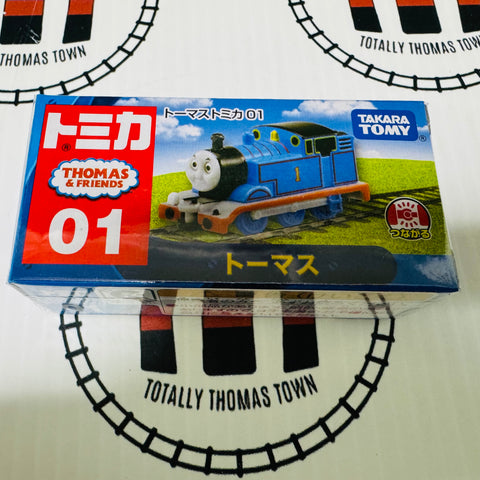 TOTALLY THOMAS TOWN
THOMAS TOWN
トーマストミカ 01
トミカ®
TAKARA
TOMY
THOMAS
& FRIENDS
01
1
つながる
トーマス
TOTALLY THOMAS TOWN